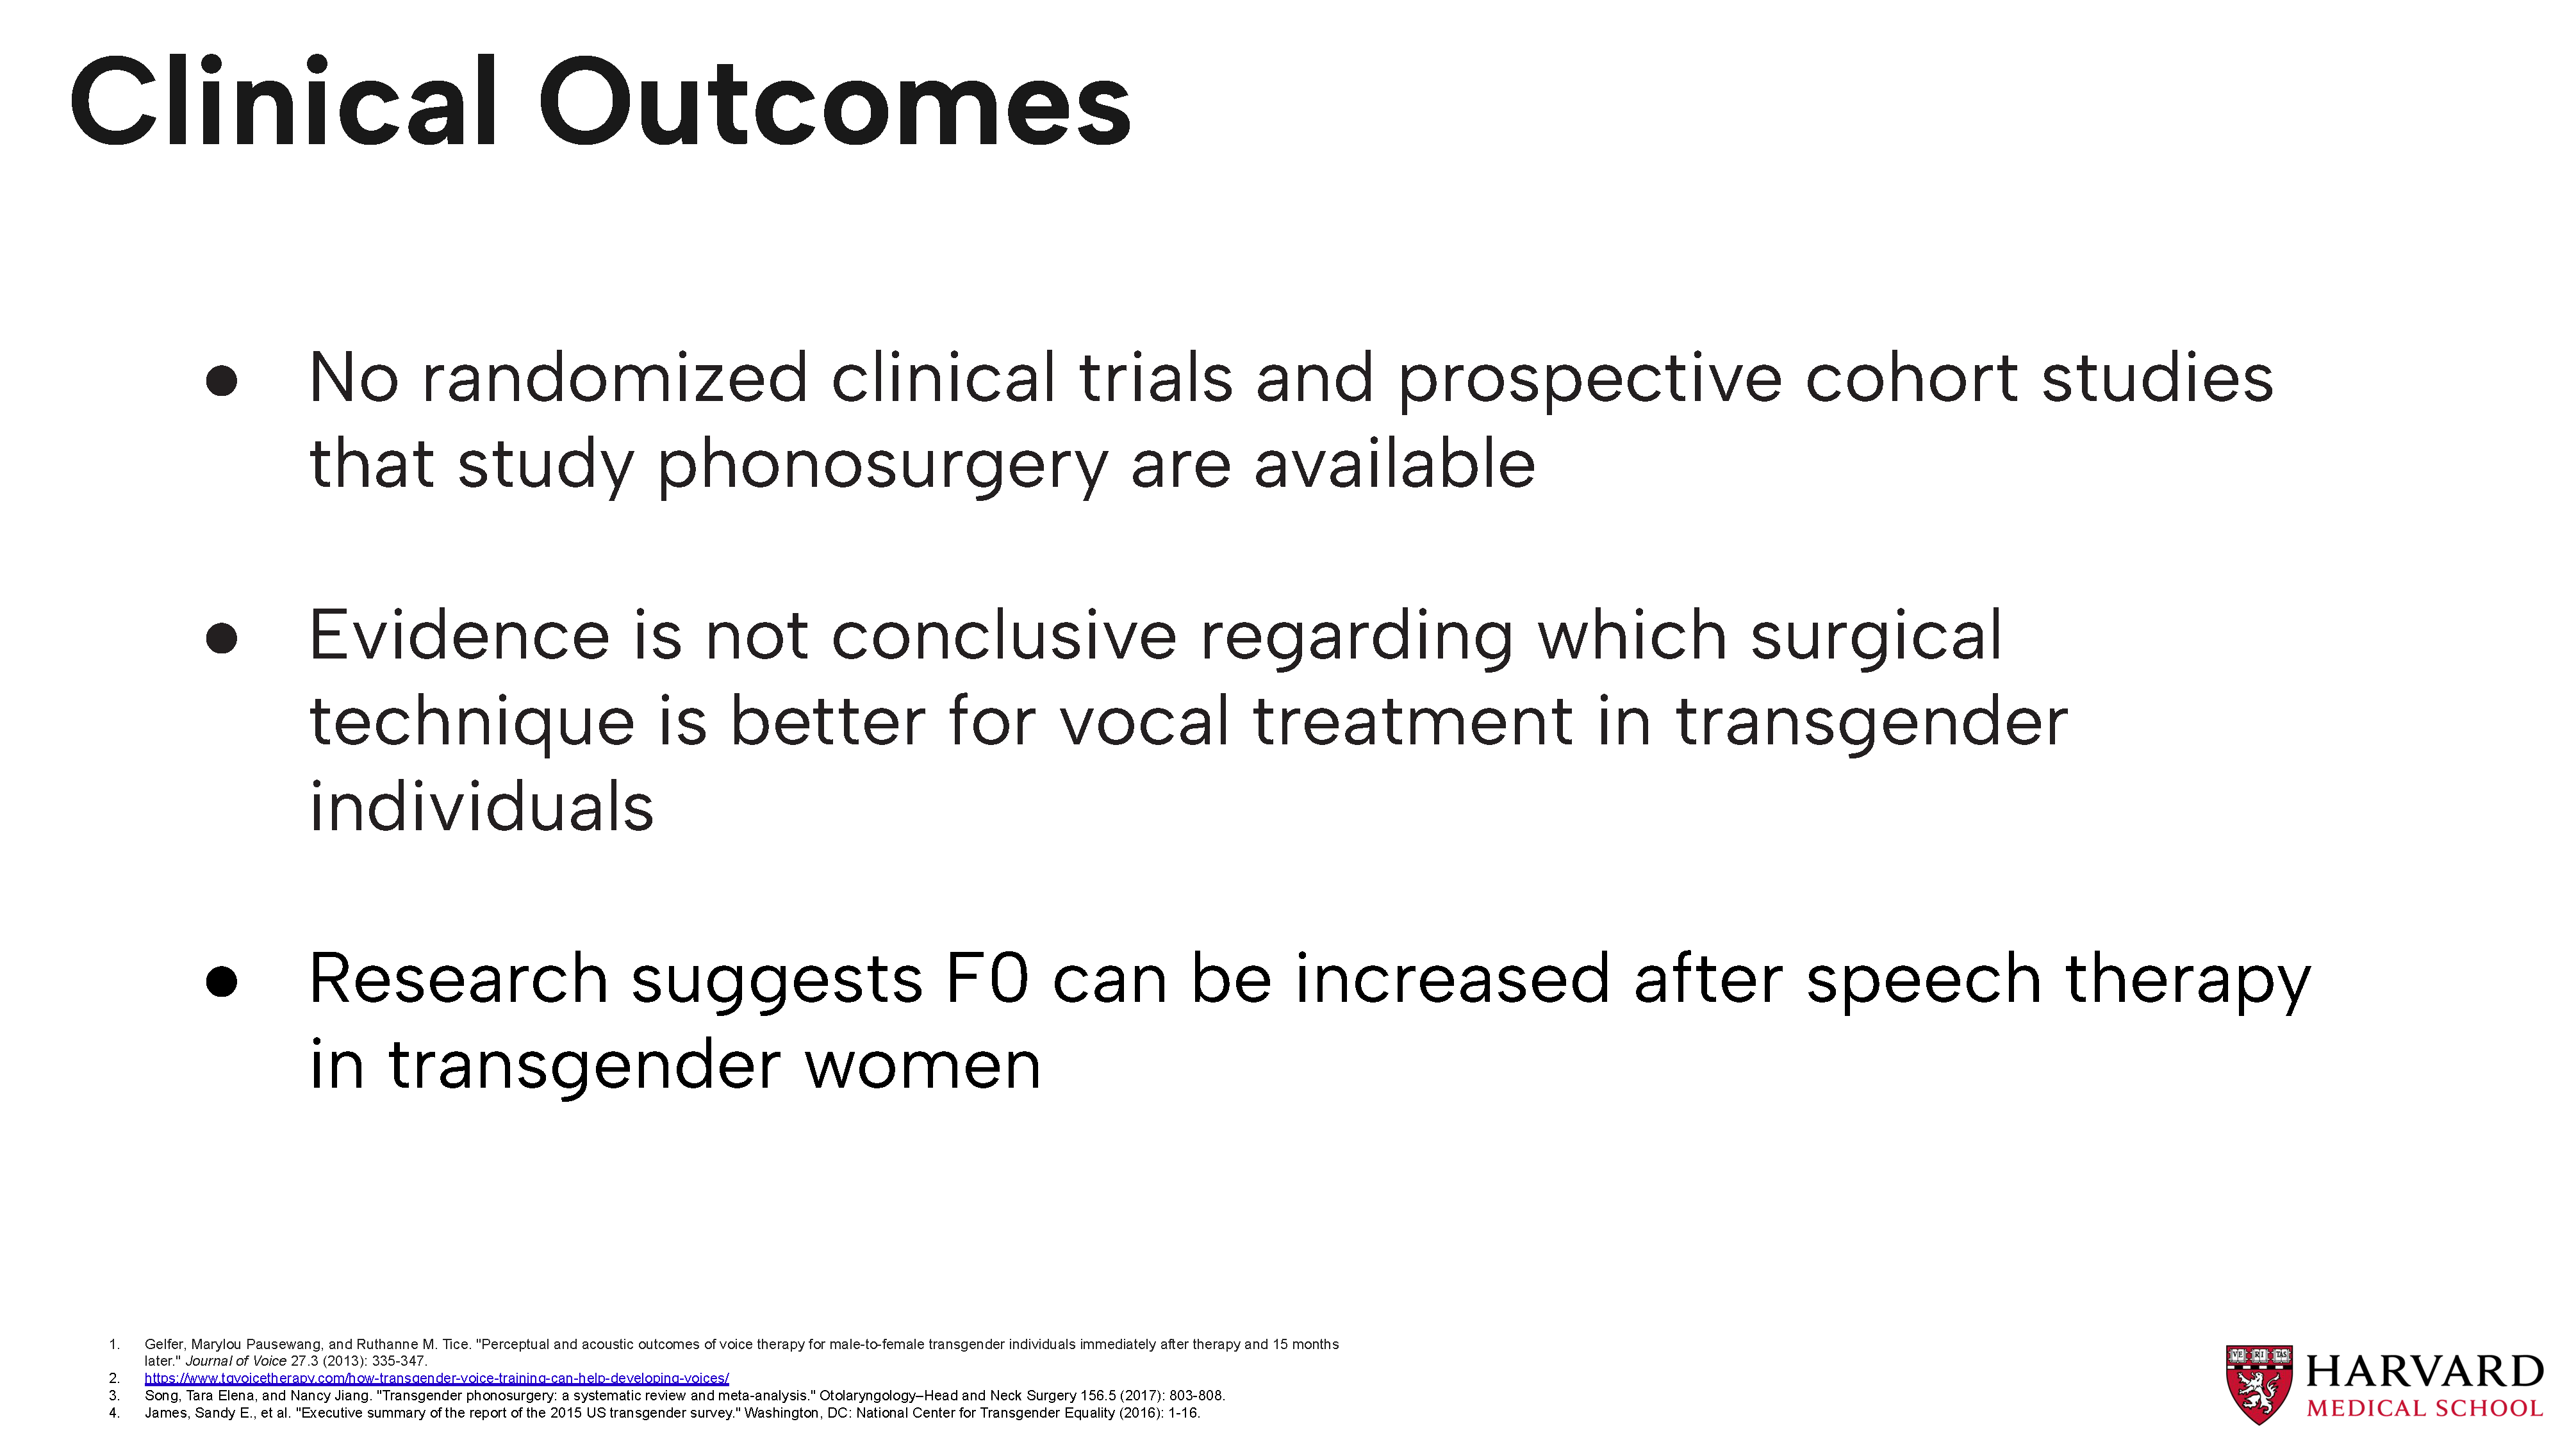 Clinical Outcomes
● No randomized clinical trials and prospective cohort studies
that study phonosurgery are available
● Evidence is not conclusive regarding which surgical
technique is better for vocal treatment in transgender
individuals
● Research suggests F0 can be increased after speech therapy
in transgender women
1. Gelfer, Marylou Pausewang, and Ruthanne M. Tice. "Perceptual and acoustic outcomes of voice therapy for male-to-female transgender individuals immediately after therapy and 15 months
later." Journal of Voice 27.3 (2013): 335-347.
2. https://www.tgvoicetherapy.com/how-transgender-voice-training-can-help-developing-voices/
3. Song, Tara Elena, and Nancy Jiang. "Transgender phonosurgery: a systematic review and meta-analysis." Otolaryngology–Head and Neck Surgery 156.5 (2017): 803-808.
4. James, Sandy E., et al. "Executive summary of the report of the 2015 US transgender survey." Washington, DC: National Center for Transgender Equality (2016): 1-16.
VE RI TAS
HARVARD
MEDICAL SCHOOL